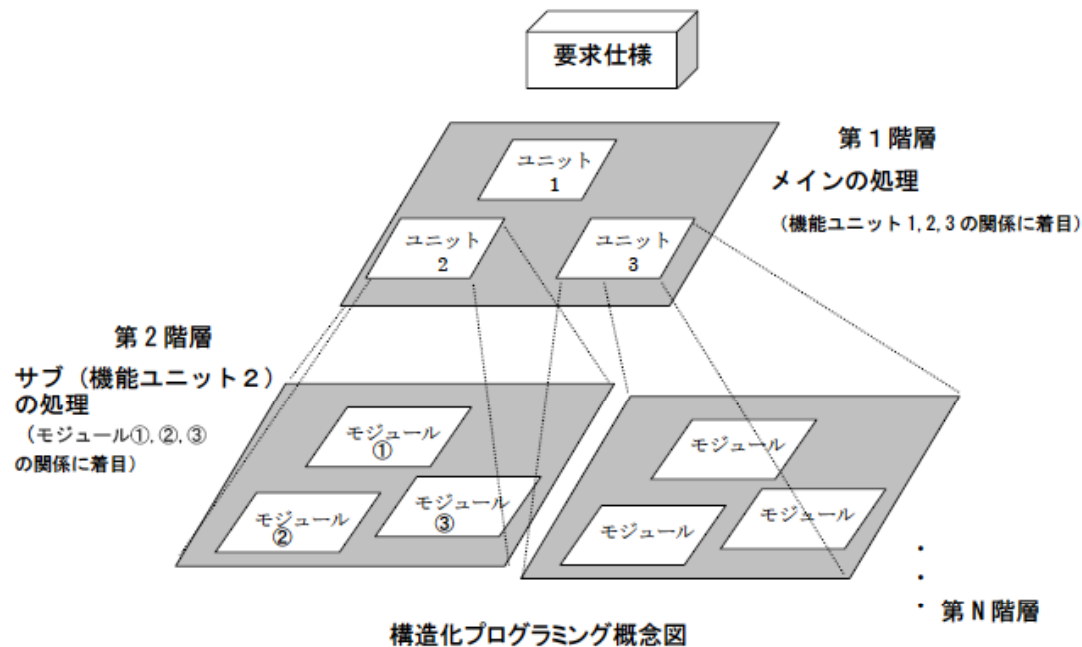 要求仕様
第1階層
メインの処理
(機能ユニット1,2,3の関係に着目)
ユニット
1
ユニット
2
ユニット
3
第2階層
サブ(機能ユニット2)
の処理
(モジュール①,②,③
の関係に着目)
モジュール
①
モジュール
②
モジュール
③
モジュール
モジュール
モジュール
第N階層
構造化プログラミング概念図